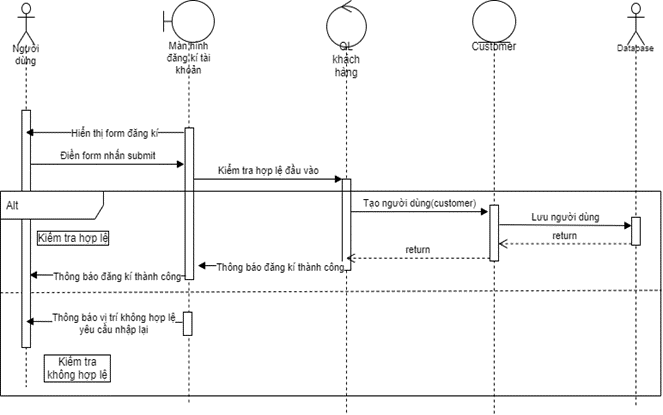 Người
dùng
Màn hình
đăng kí tài
khoản
QL
khách
hàng
Customer
Database
Hiển thị form đăng kí
Điền form nhấn submit
Kiểm tra hợp lệ đầu vào
Alt
Tạo người dùng(customer)
Lưu người dùng
Kiểm tra hợp lệ
return
return
Thông báo đăng kí thành công
Thông báo đăng kí thành công
Thông báo vị trí không hợp lệ
yêu cầu nhập lại
Kiểm tra
không hợp lệ